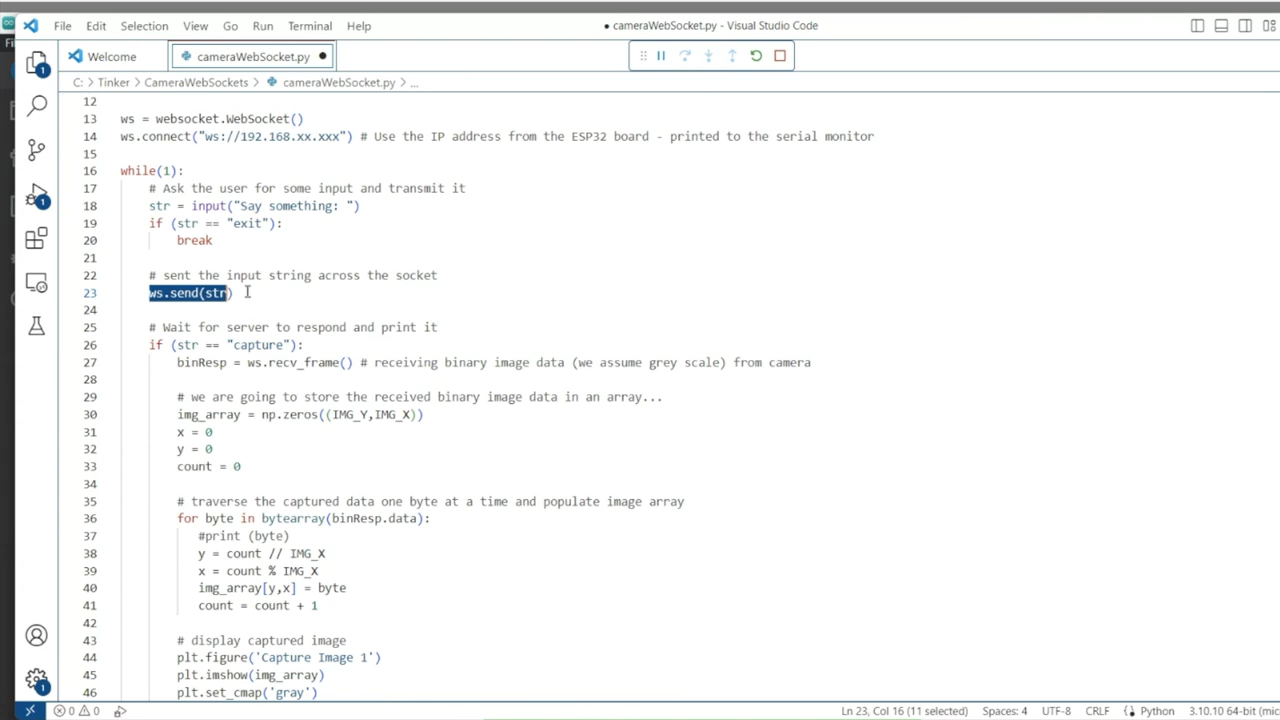 File Edit Selection View Go Run Terminal Help
● cameraWebSocket.py - Visual Studio Code
Welcome
cameraWebSocket.py ●
C: > Tinker > CameraWebSockets > cameraWebSocket.py > ...
12
13 ws = websocket.WebSocket()
14 ws.connect("ws://192.168.xx.xxx") # Use the IP address from the ESP32 board - printed to the serial monitor
15
16 while(1):
17 # Ask the user for some input and transmit it
18 str = input("Say something: ")
19 if (str == "exit"):
20 break
21
22 # sent the input string across the socket
23 ws.send(str)
24
25 # Wait for server to respond and print it
26 if (str == "capture"):
27 binResp = ws.recv_frame() # receiving binary image data (we assume grey scale) from camera
28
29 # we are going to store the received binary image data in an array...
30 img_array = np.zeros((IMG_Y,IMG_X))
31 x = 0
32 y = 0
33 count = 0
34
35 # traverse the captured data one byte at a time and populate image array
36 for byte in bytearray(binResp.data):
37 #print (byte)
38 y = count // IMG_X
39 x = count % IMG_X
40 img_array[y,x] = byte
41 count = count + 1
42
43 # display captured image
44 plt.figure('Capture Image 1')
45 plt.imshow(img_array)
46 plt.set_cmap('gray')
1
1
1
0 0 Ln 23, Col 16 (11 selected) Spaces: 4 UTF-8 CRLF Python 3.10.10 64-bit